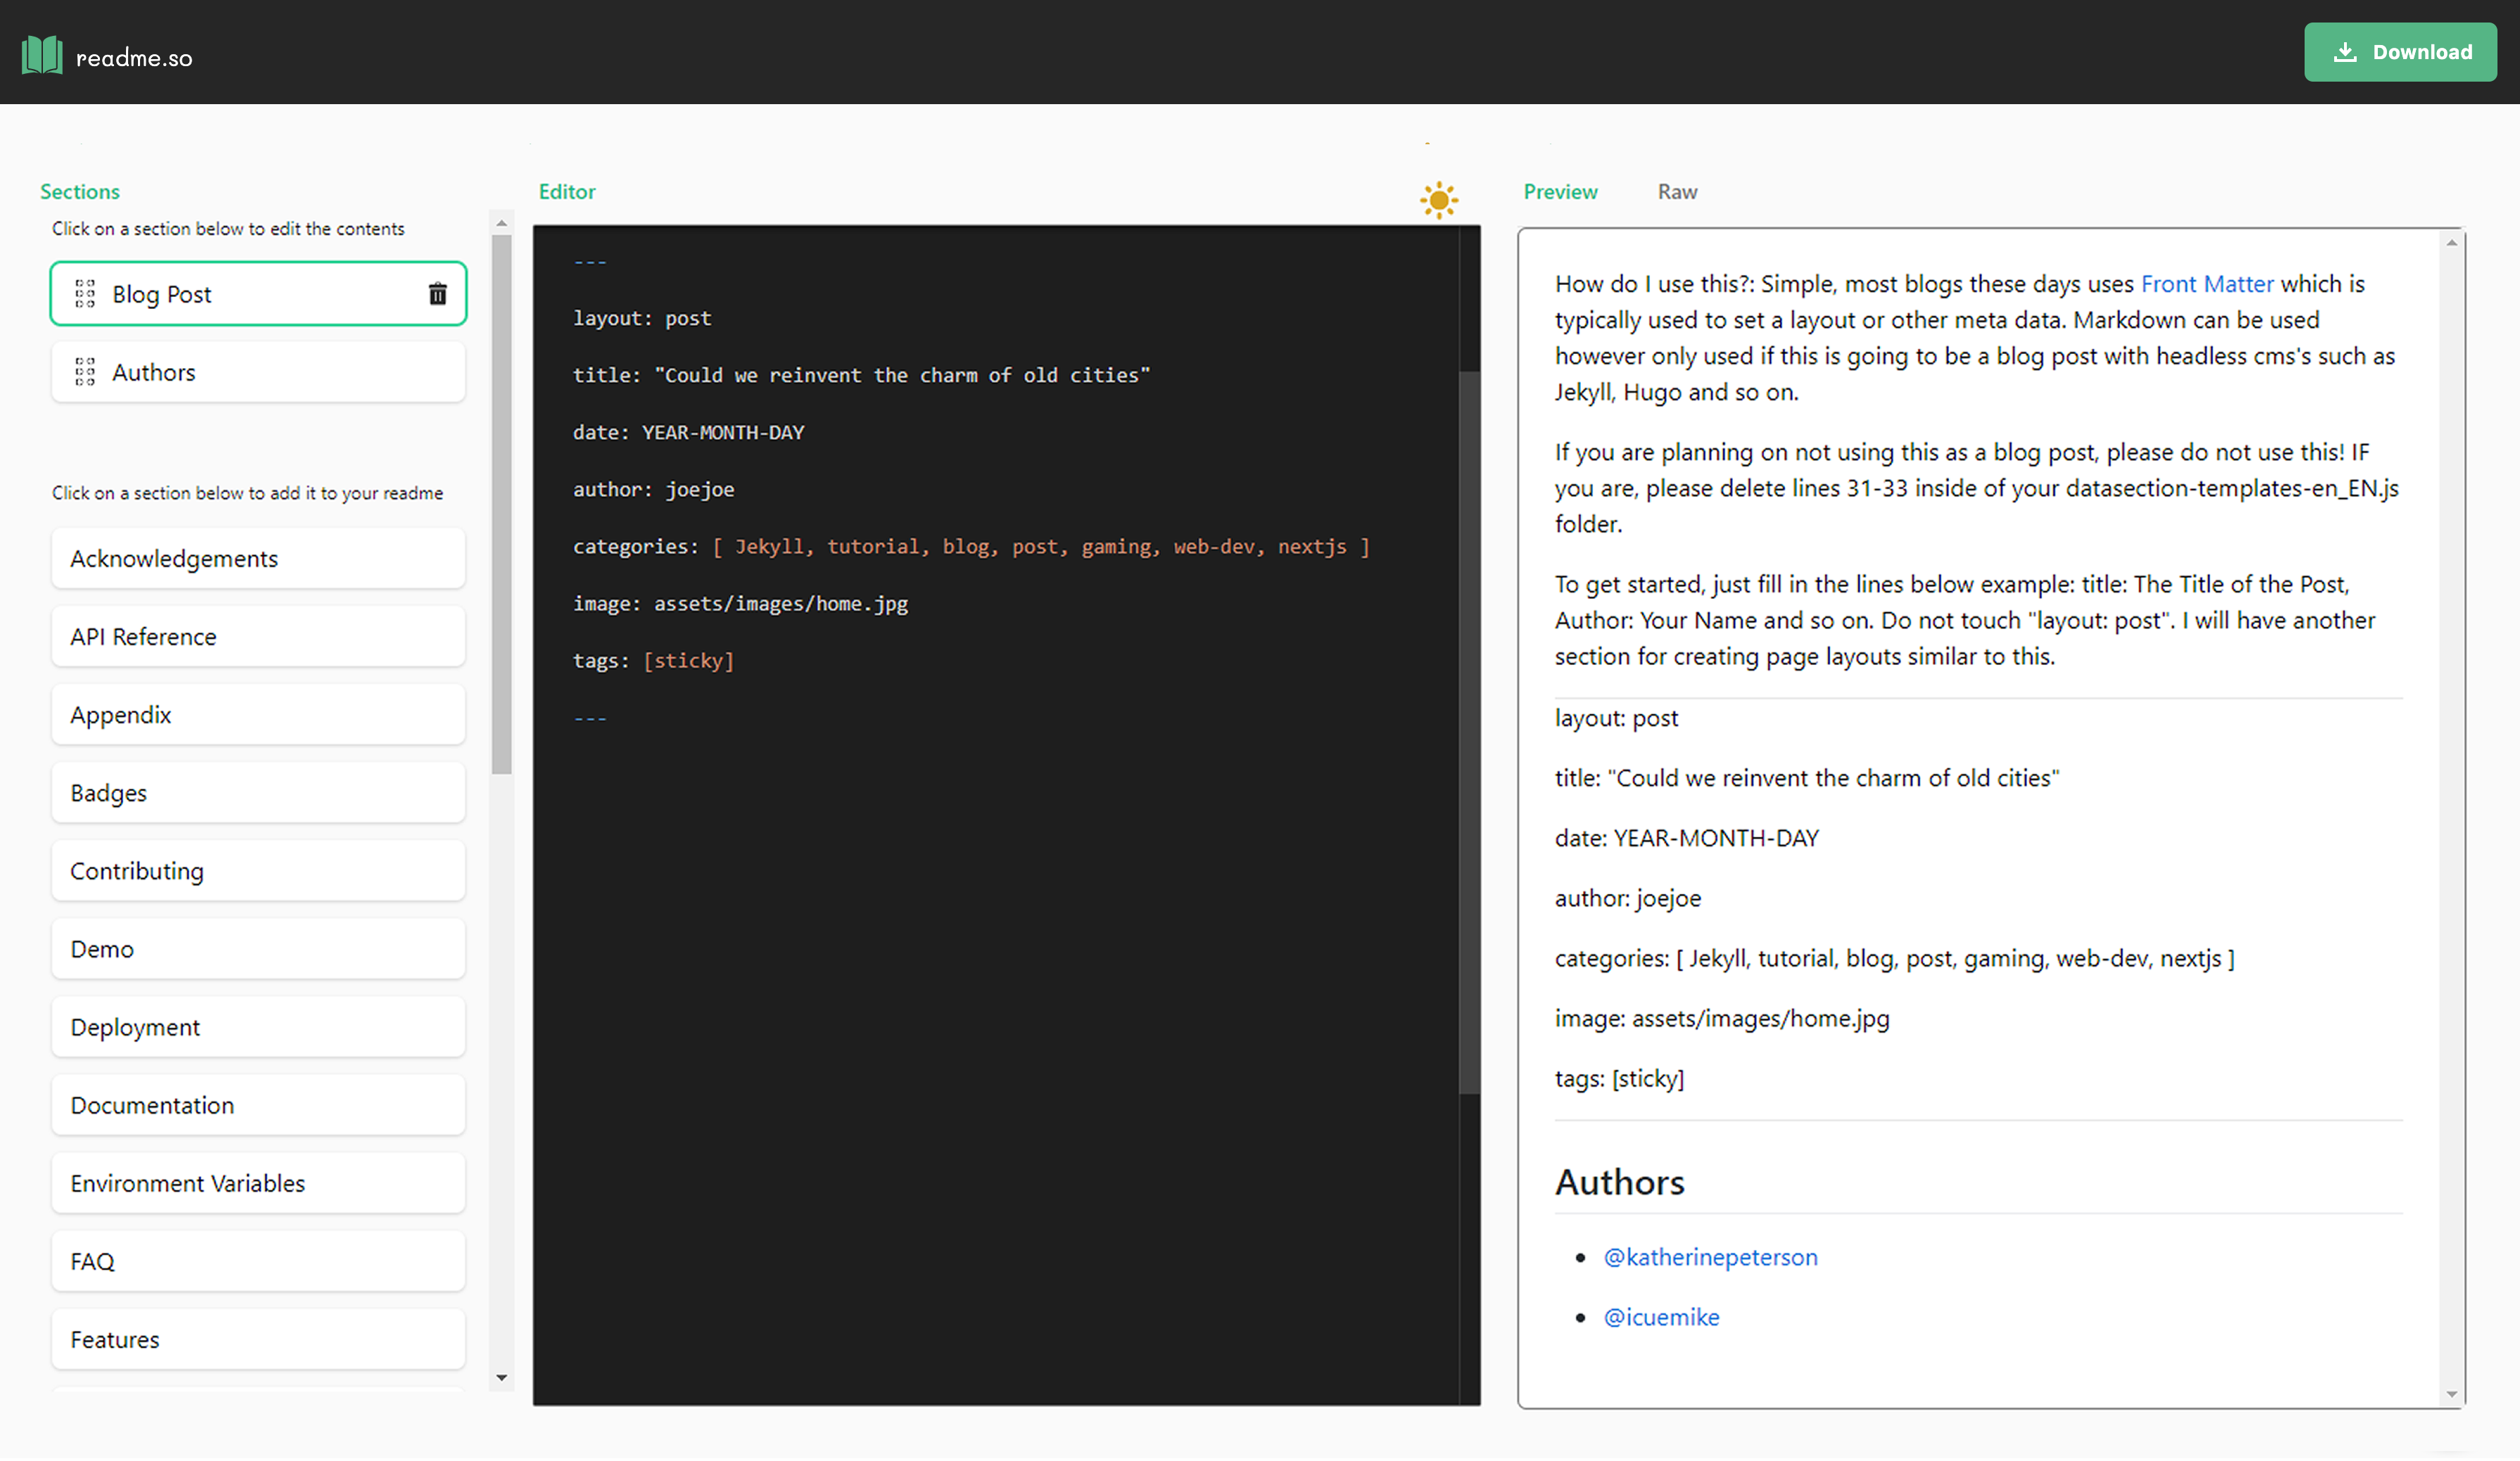 readme.so
Download
Sections
Click on a section below to edit the contents
Blog Post
Authors
Click on a section below to add it to your readme
Acknowledgements
API Reference
Appendix
Badges
Contributing
Demo
Deployment
Documentation
Environment Variables
FAQ
Features
Editor
---
layout: post
title: "Could we reinvent the charm of old cities"
date: YEAR-MONTH-DAY
author: joejoe
categories: [ Jekyll, tutorial, blog, post, gaming, web-dev, nextjs ]
image: assets/images/home.jpg
tags: [sticky]
---
Preview
Raw
How do I use this?: Simple, most blogs these days uses Front Matter which is
typically used to set a layout or other meta data. Markdown can be used
however only used if this is going to be a blog post with headless cms's such as
Jekyll, Hugo and so on.
If you are planning on not using this as a blog post, please do not use this! IF
you are, please delete lines 31-33 inside of your datasection-templates-en_EN.js
folder.
To get started, just fill in the lines below example: title: The Title of the Post,
Author: Your Name and so on. Do not touch "layout: post". I will have another
section for creating page layouts similar to this.
layout: post
title: "Could we reinvent the charm of old cities"
date: YEAR-MONTH-DAY
author: joejoe
categories: [ Jekyll, tutorial, blog, post, gaming, web-dev, nextjs ]
image: assets/images/home.jpg
tags: [sticky]
Authors
@katherinepeterson
@icuemike